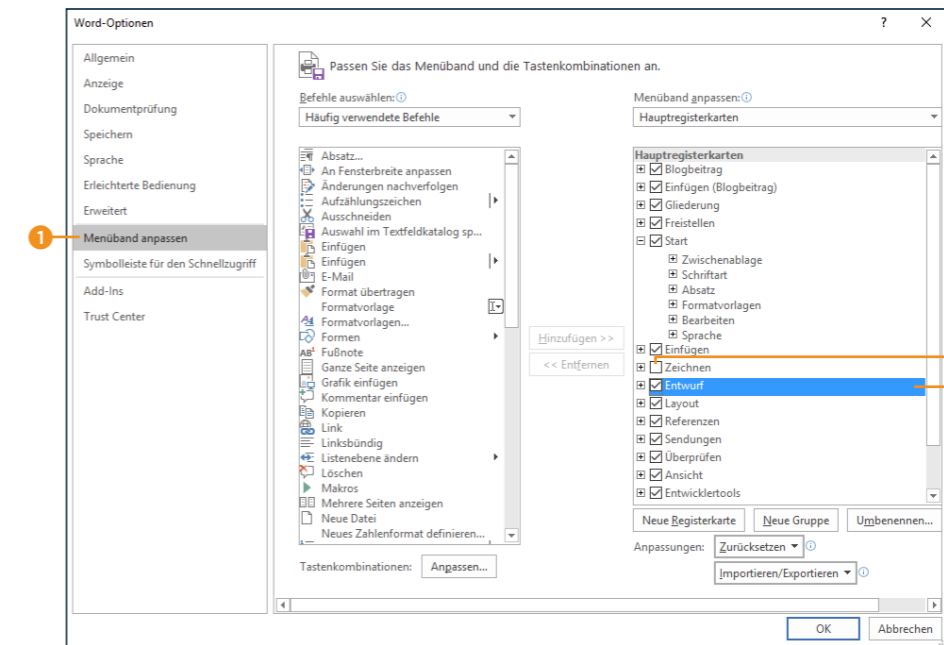 Word-Optionen
?
Allgemein
Anzeige
Dokumentprüfung
Speichern
Sprache
Erleichterte Bedienung
Erweitert
1
Menüband anpassen
Symbolleiste für den Schnellzugriff
Add-Ins
Trust Center
Passen Sie das Menüband und die Tastenkombinationen an.
Befehle auswählen:
Häufig verwendete Befehle
Absatz...
An Fensterbreite anpassen
Änderungen nachverfolgen
Aufzählungszeichen
Ausschneiden
Auswahl im Textfeldkatalog sp...
Einfügen
Einfügen
E-Mail
Format übertragen
Formatvorlage
Formatvorlagen...
Formen
Fußnote
Ganze Seite anzeigen
Grafik einfügen
Kommentar einfügen
Kopieren
Link
Linksbündig
Listenebene ändern
Löschen
Makros
Mehrere Seiten anzeigen
Neue Datei
Neues Zahlenformat definieren...
Tastenkombinationen: Anpassen...
Hinzufügen >>
<< Entfernen
Menüband anpassen:
Hauptregisterkarten
Hauptregisterkarten
Blogbeitrag
Einfügen (Blogbeitrag)
Gliederung
Freistellen
Start
Zwischenablage
Schriftart
Absatz
Formatvorlagen
Bearbeiten
Sprache
Einfügen
Zeichnen
Entwurf
Layout
Referenzen
Sendungen
Überprüfen
Ansicht
Entwicklertools
Neue Registerkarte Neue Gruppe Umbenennen...
Anpassungen: Zurücksetzen
Importieren/Exportieren
OK Abbrechen